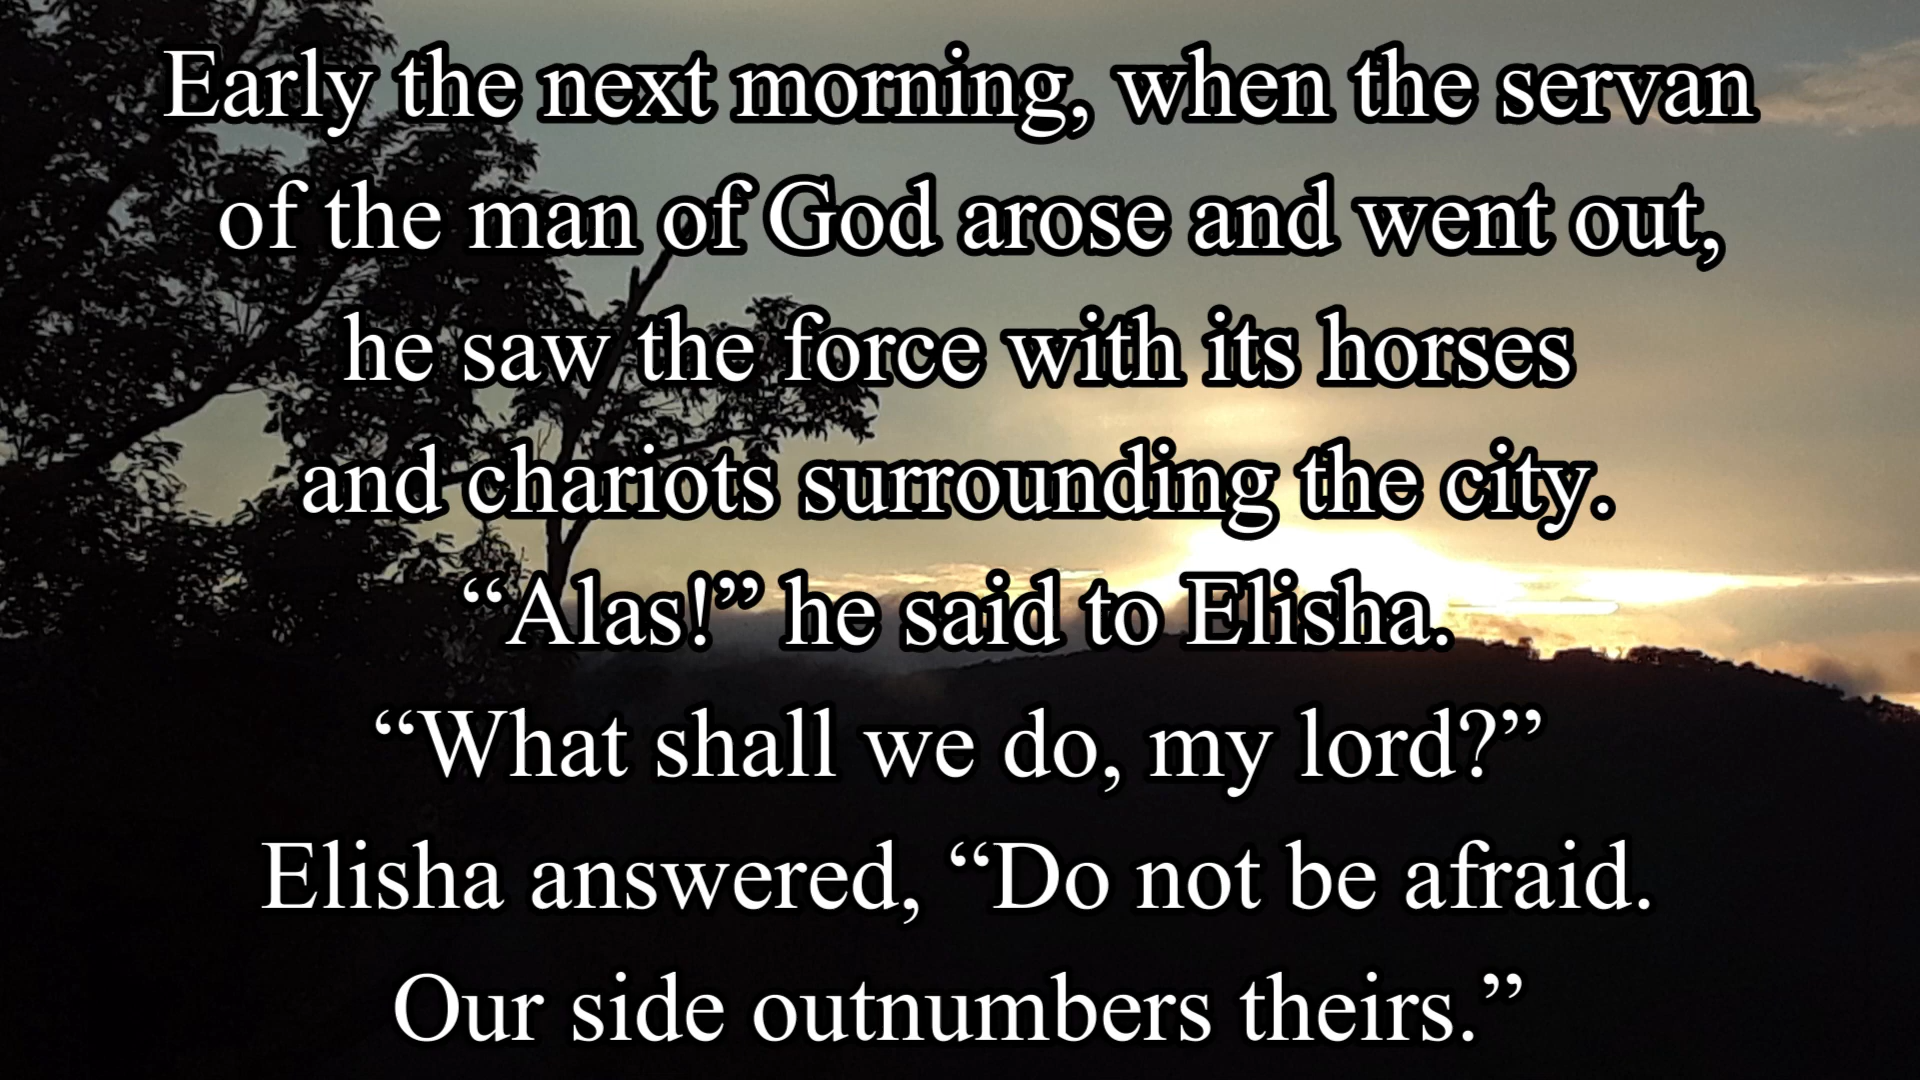 Early the next morning, when the servan
of the man of God arose and went out,
he saw the force with its horses
and chariots surrounding the city.
“Alas!” he said to Elisha.
“What shall we do, my lord?”
Elisha answered, “Do not be afraid.
Our side outnumbers theirs.”